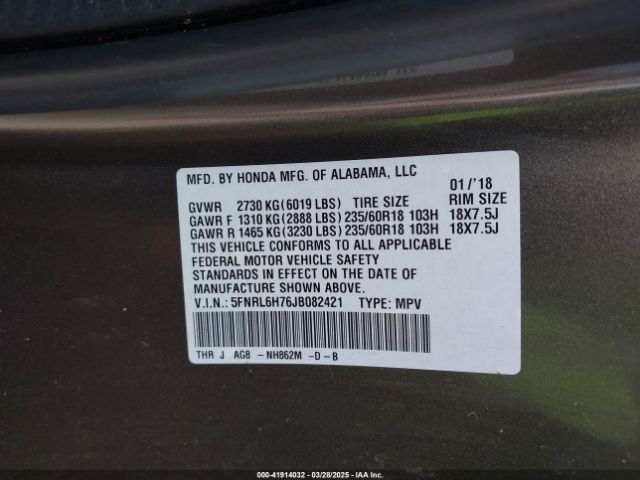 MFD. BY HONDA MFG. OF ALABAMA, LLC 01/'18
GVWR 2730 KG(6019 LBS) TIRE SIZE RIM SIZE
GAWR F 1310 KG(2888 LBS) 235/60R18 103H 18X7.5J
GAWR R 1465 KG(3230 LBS) 235/60R18 103H 18X7.5J
THIS VEHICLE CONFORMS TO ALL APPLICABLE
FEDERAL MOTOR VEHICLE SAFETY
STANDARDS IN EFFECT ON THE DATE OF
MANUFACTURE SHOWN ABOVE.
V.I.N.: 5FNRL6H76JB082421 TYPE: MPV
THR J AG8 -NH862M -D-B
000-41914032 - 03/28/2025 - IAAI.COM